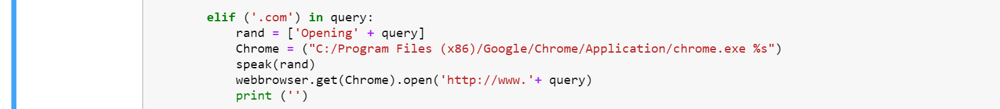 elif ('.com') in query:
rand = ['Opening' + query]
Chrome = ("C:/Program Files (x86)/Google/Chrome/Application/chrome.exe %s")
speak(rand)
webbrowser.get(Chrome).open('http://www.'+ query)
print ('')